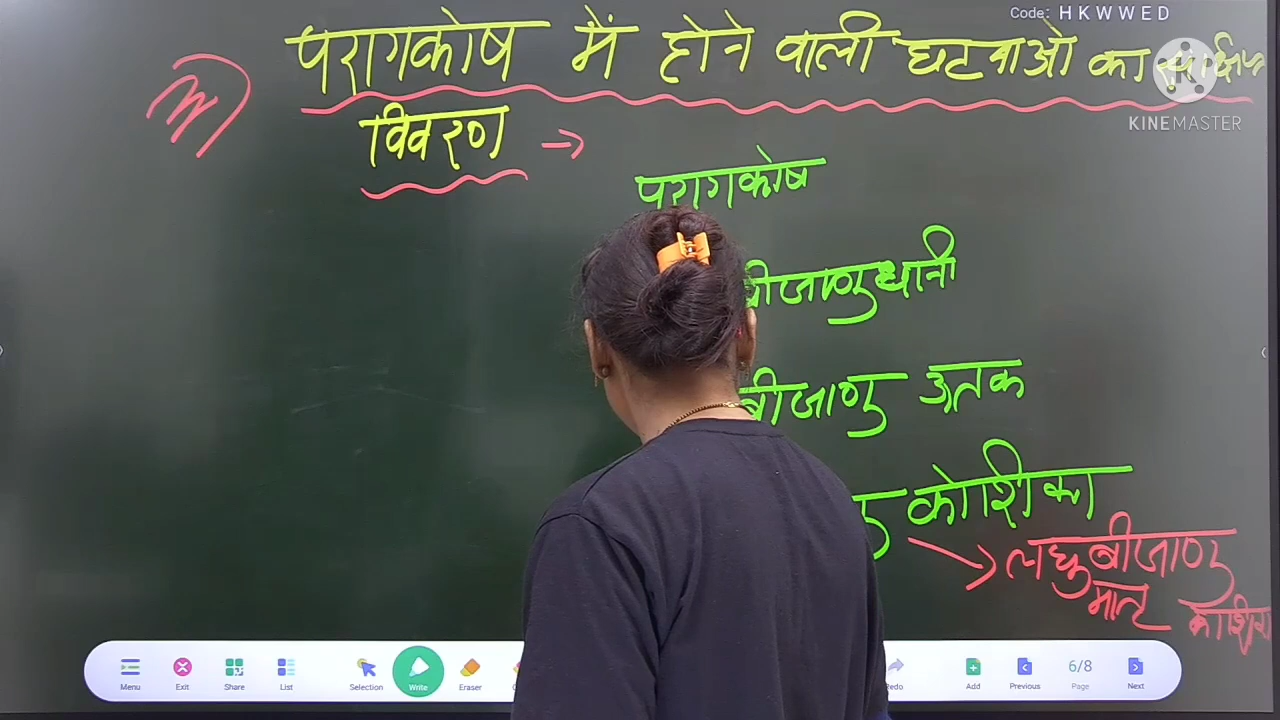 Code: HKWWED
परागकोष में होने वाली घटनाओ का
विवरण →
KINEMASTER
परागकोष
बीजाणुधानी
बीजाणु ऊतक
कोशिका
→ लघुबीजाणु
मातृ कोशिका
Menu Exit Share List Selection Write Eraser Redo Add Previous 6/8 Page Next